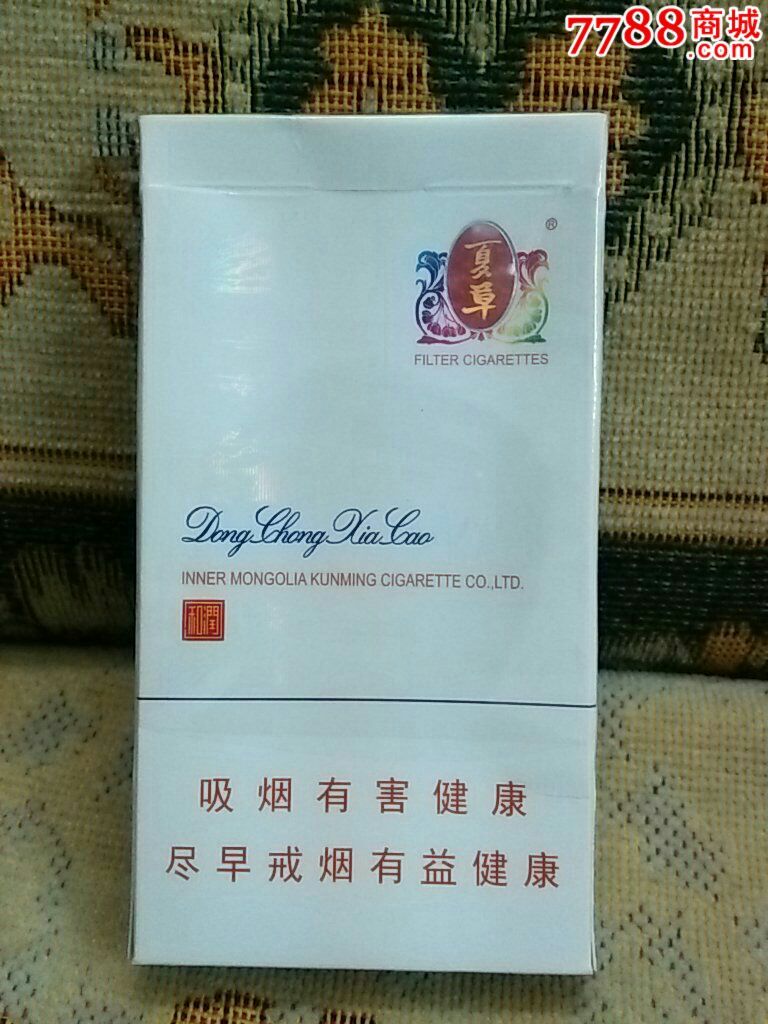 7788商城
.com
夏
草
®
FILTER CIGARETTES
Dong Chong Xia Cao
INNER MONGOLIA KUNMING CIGARETTE CO.,LTD.
和潤
吸烟有害健康
尽早戒烟有益健康